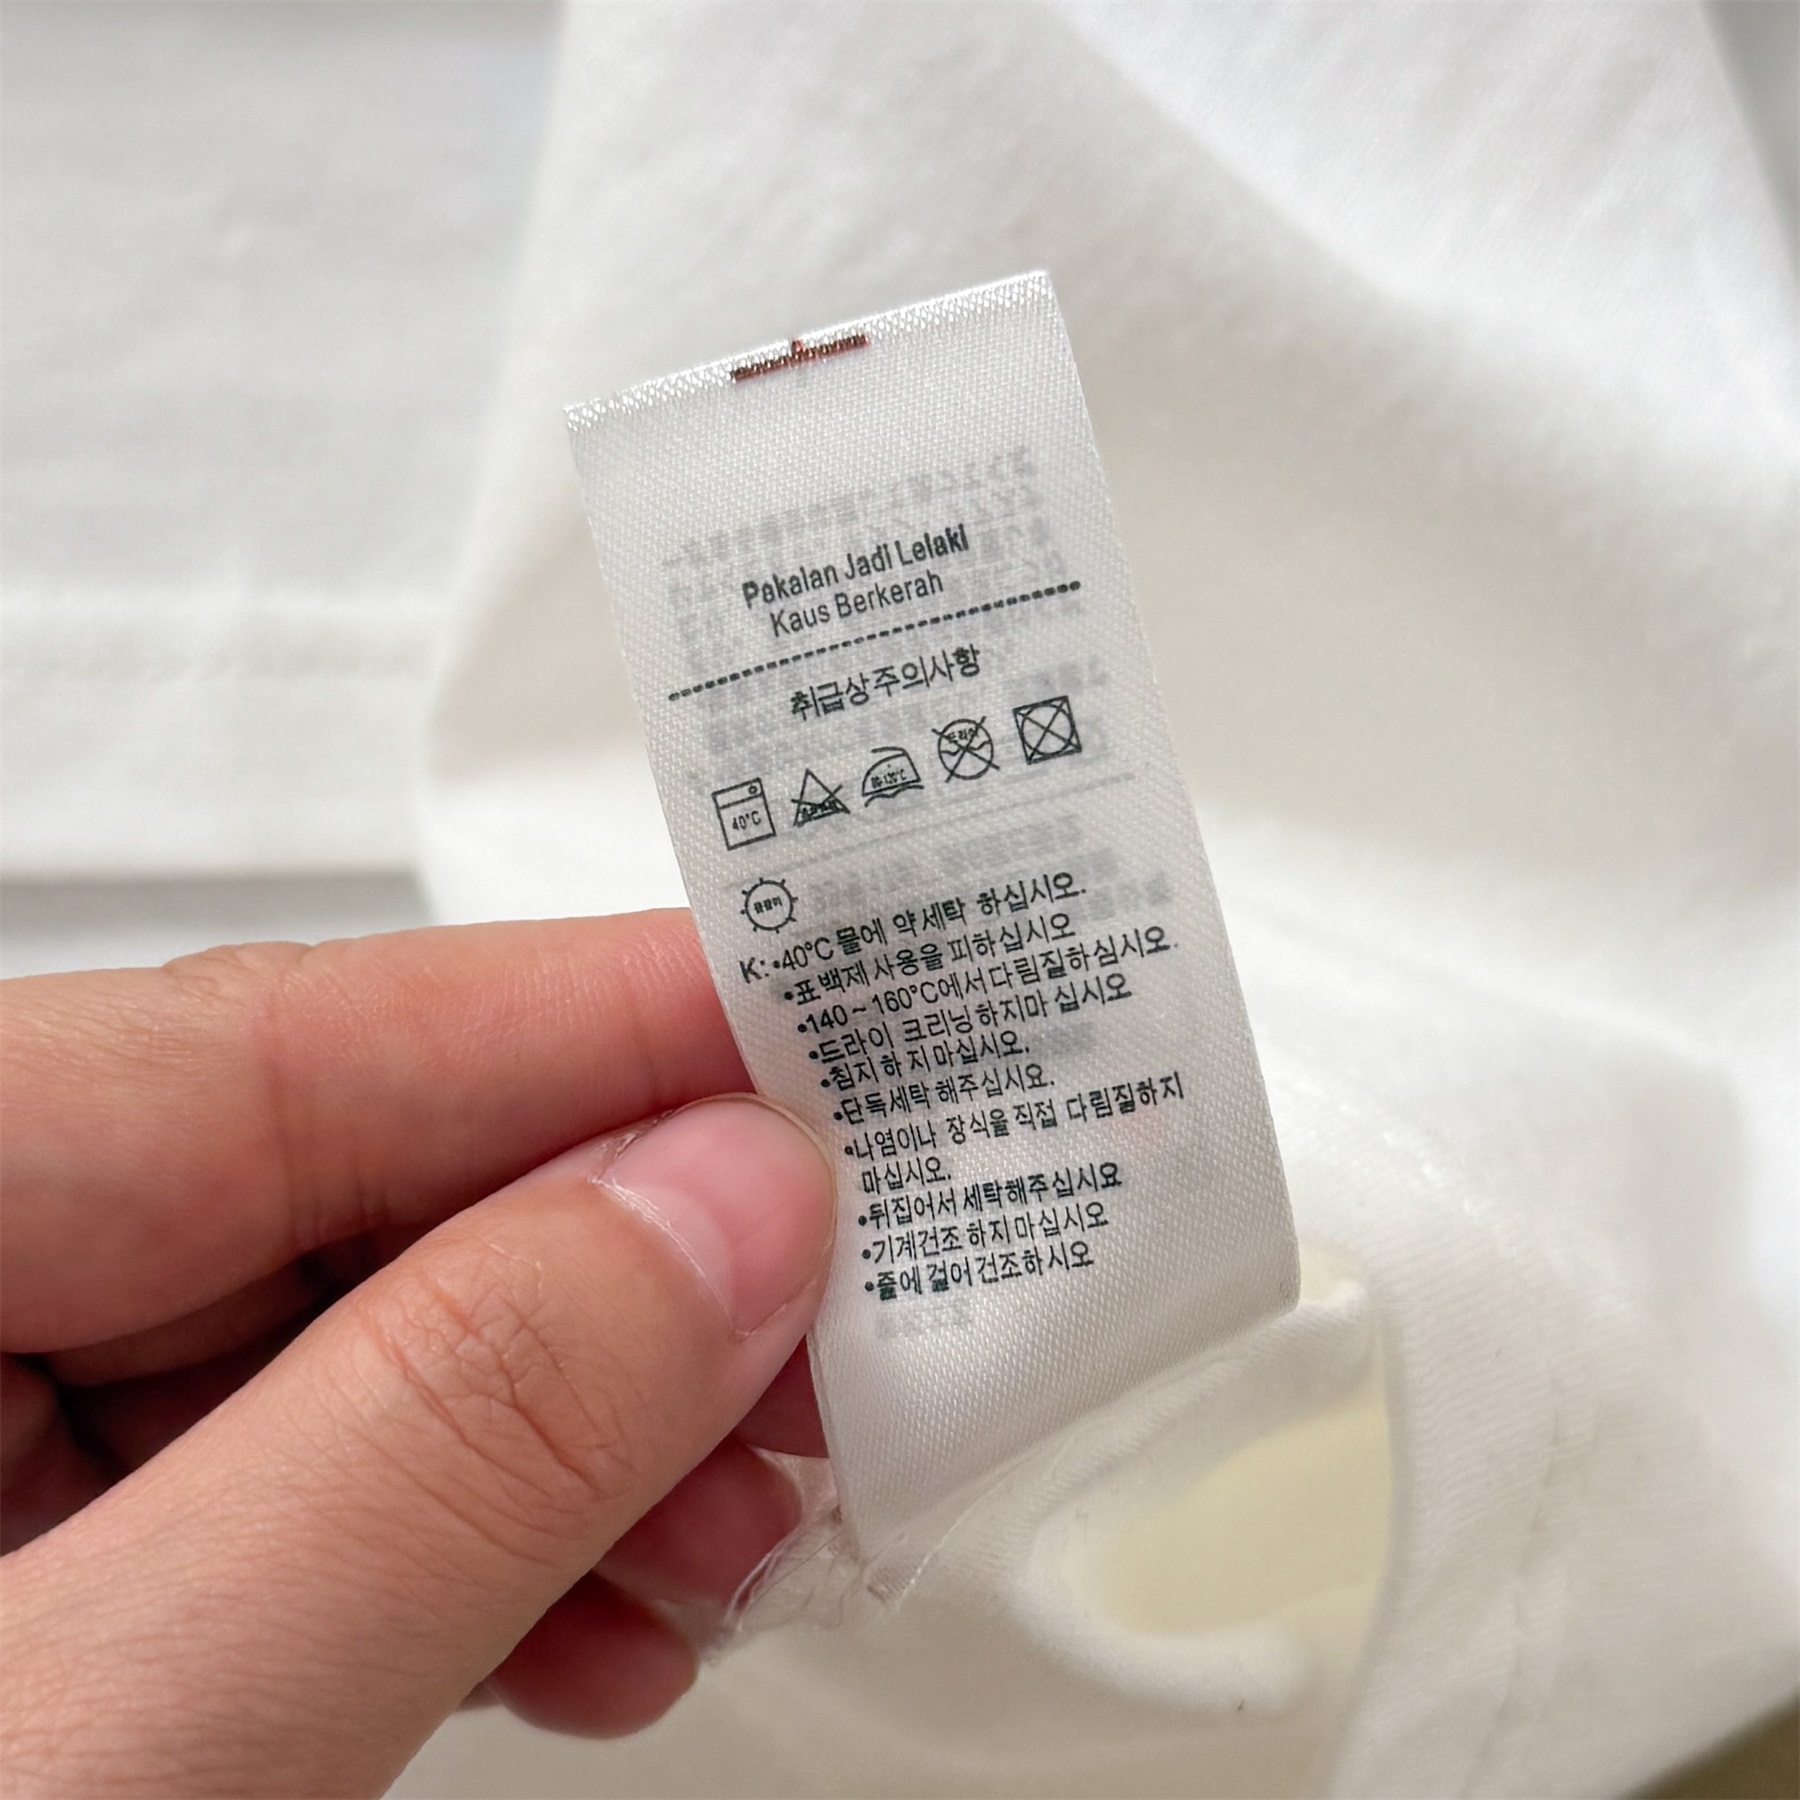 Pakalan Jadi Lelaki
Kaus Berkerah
취급상주의사항
40°C
K: •40°C물에 약세탁 하십시오.
•표백제 사용을 피하십시오
•140~160°C에서다림질하십시오.
•드라이 크리닝하지마 십시오
•침지 하 지 마십시오.
•단독세탁 해주십시요.
•나염이나 장식을 직접 다림질하지
마십시오.
•뒤집어서 세탁해주십시요
•기계건조 하지마십시오
•줄에 걸어 건조하시오